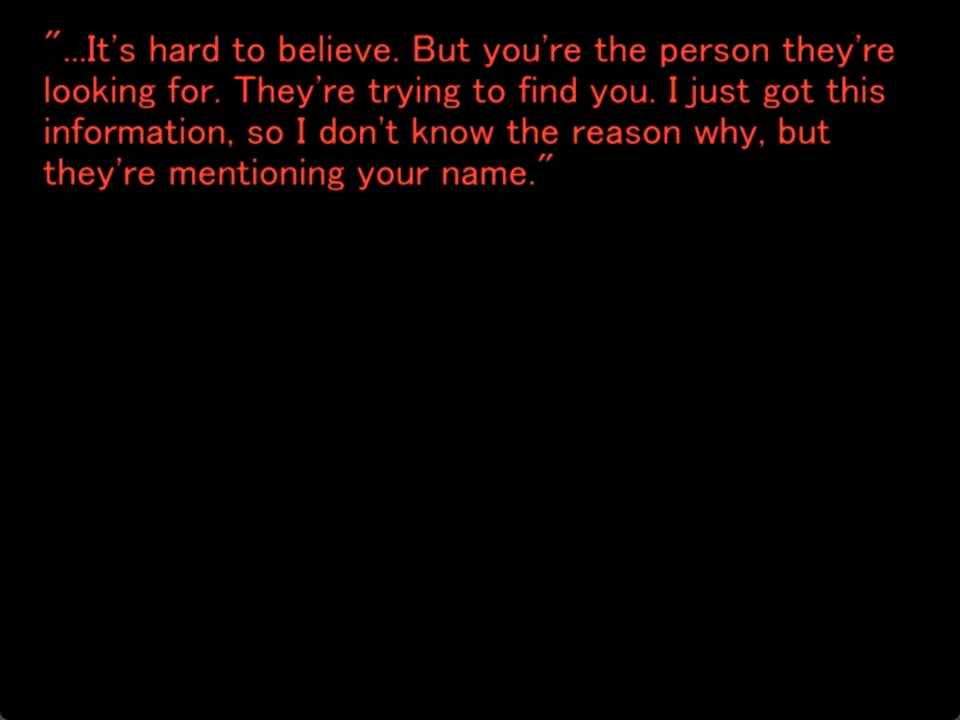 "...It's hard to believe. But you're the person they're
looking for. They're trying to find you. I just got this
information, so I don't know the reason why, but
they're mentioning your name."